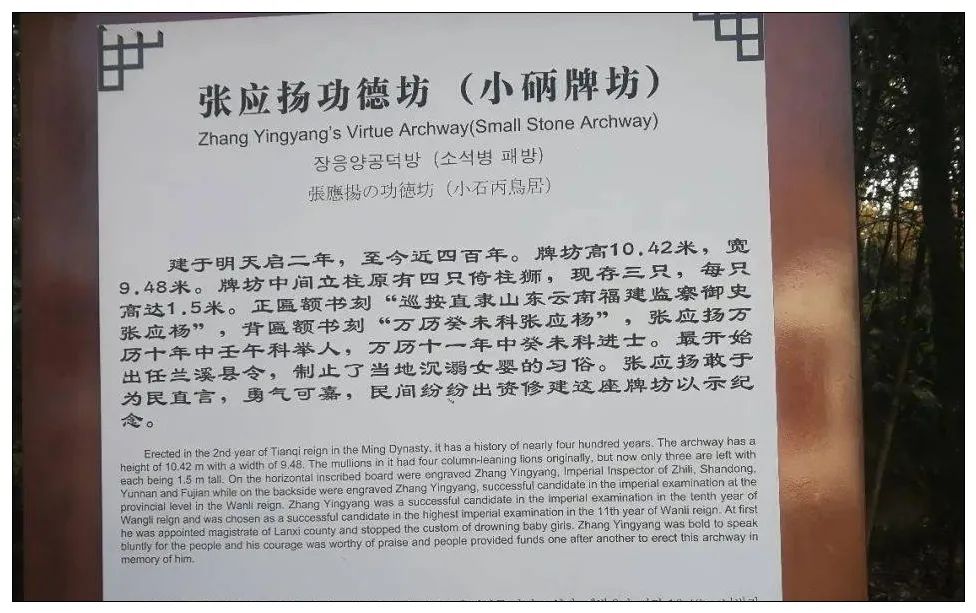 张应扬功德坊（小砩牌坊）
Zhang Yingyang's Virtue Archway(Small Stone Archway)
장응양공덕방 (소석병 패방)
張應揚の功徳坊（小石丙鳥居）
建于明天启二年，至今近四百年。牌坊高10.42米，宽
9.48米。牌坊中间立柱原有四只倚柱狮，现存三只，每只
高达1.5米。正匾额书刻“巡按直隶山东云南福建监察御史
张应杨”，背匾额书刻“万历癸未科张应杨”，张应扬万
历十年中壬午科举人，万历十一年中癸未科进士。最开始
出任兰溪县令，制止了当地沉溺女婴的习俗。张应扬敢于
为民直言，勇气可嘉，民间纷纷出资修建这座牌坊以示纪
念。
Erected in the 2nd year of Tianqi reign in the Ming Dynasty, it has a history of nearly four hundred years. The archway has a
height of 10.42 m with a width of 9.48. The mullions in it had four column-leaning lions originally, but now only three are left with
each being 1.5 m tall. On the horizontal inscribed board were engraved Zhang Yingyang, Imperial Inspector of Zhili, Shandong,
Yunnan and Fujian while on the backside were engraved Zhang Yingyang, successful candidate in the imperial examination at the
provincial level in the Wanli reign. Zhang Yingyang was a successful candidate in the imperial examination in the tenth year of
Wangli reign and was chosen as a successful candidate in the highest imperial examination in the 11th year of Wanli reign. At first
he was appointed magistrate of Lanxi county and stopped the custom of drowning baby girls. Zhang Yingyang was bold to speak
bluntly for the people and his courage was worthy of praise and people provided funds one after another to erect this archway in
memory of him.